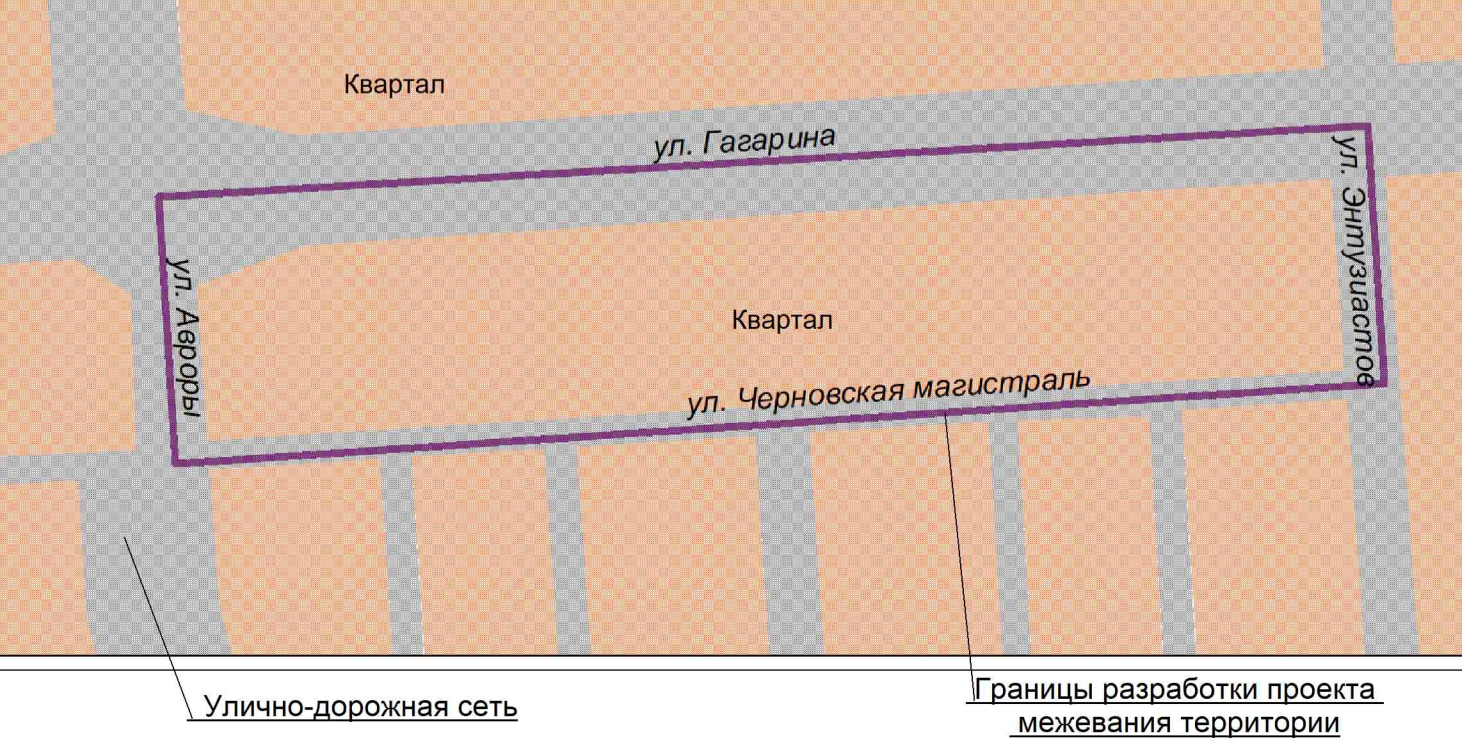 Квартал
ул. Гагарина
ул. Энтузиастов
ул. Авроры
Квартал
ул. Черновская магистраль
Улично-дорожная сеть
Границы разработки проекта
межевания территории